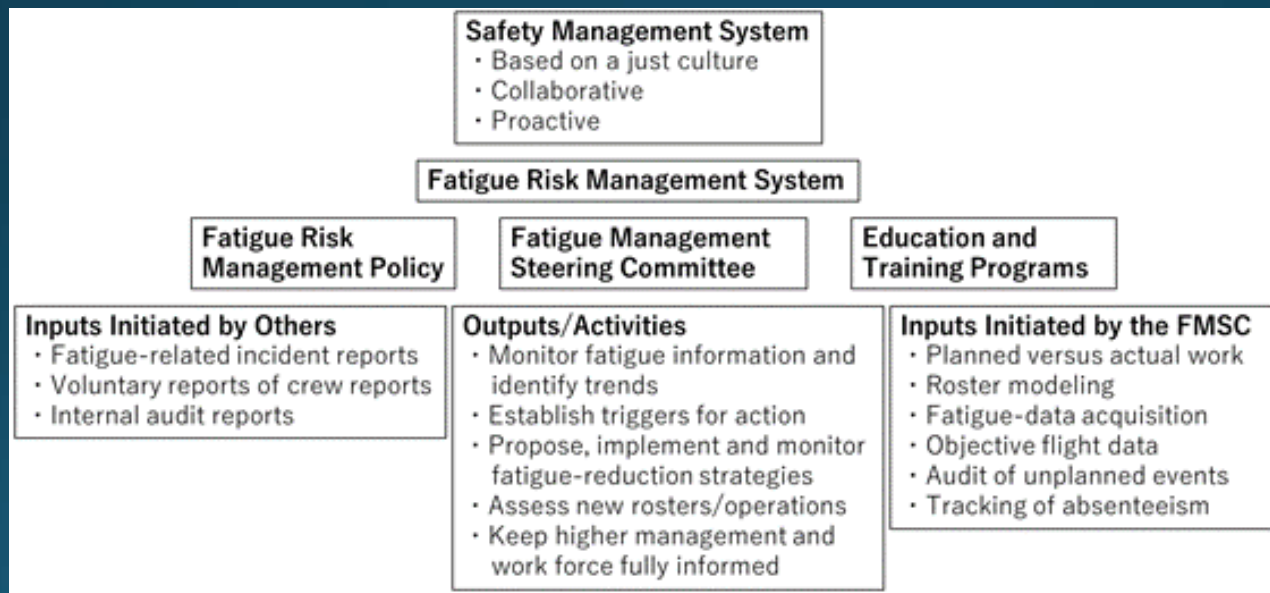 Safety Management System
・Based on a just culture
・Collaborative
・Proactive
Fatigue Risk Management System
Fatigue Risk
Management Policy
Fatigue Management
Steering Committee
Education and
Training Programs
Inputs Initiated by Others
・Fatigue-related incident reports
・Voluntary reports of crew reports
・Internal audit reports
Outputs/Activities
・Monitor fatigue information and
identify trends
・Establish triggers for action
・Propose, implement and monitor
fatigue-reduction strategies
・Assess new rosters/operations
・Keep higher management and
work force fully informed
Inputs Initiated by the FMSC
・Planned versus actual work
・Roster modeling
・Fatigue-data acquisition
・Objective flight data
・Audit of unplanned events
・Tracking of absenteeism